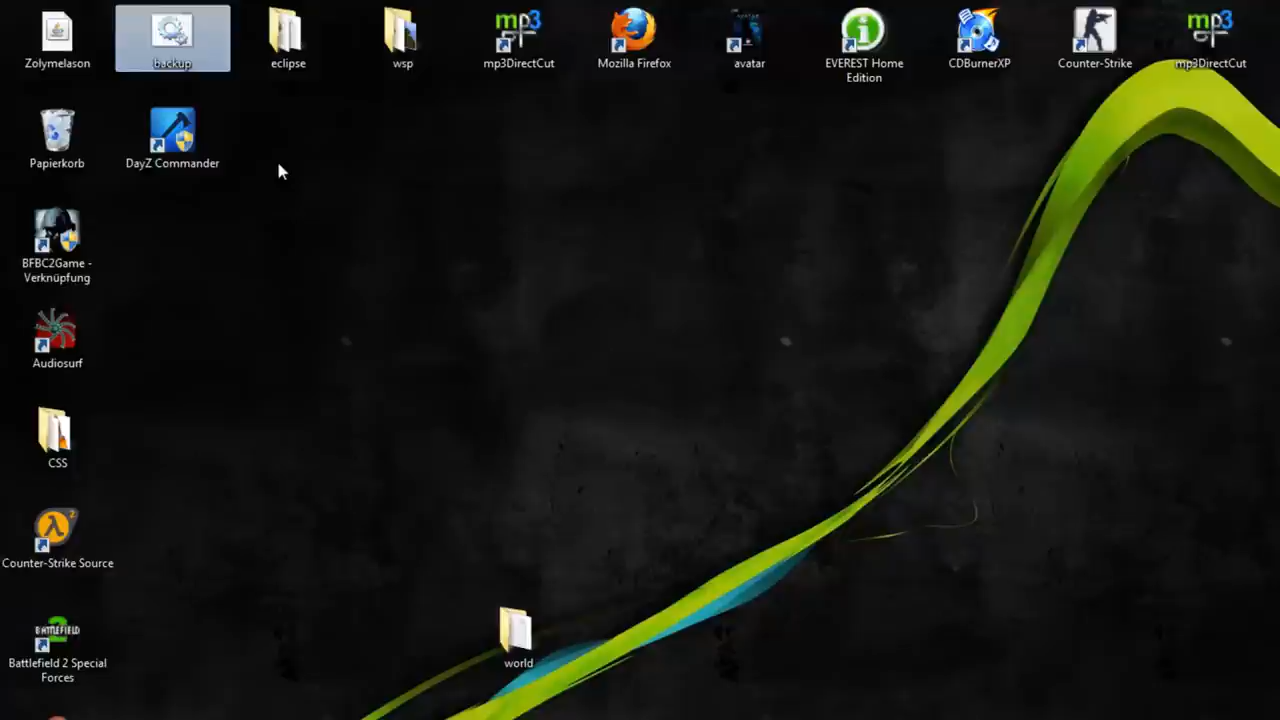 Zolymelason
backup
eclipse
wsp
mp3DirectCut
Mozilla Firefox
avatar
EVEREST Home
Edition
CDBurnerXP
Counter-Strike
mp3DirectCut
Papierkorb
DayZ Commander
BFBC2Game -
Verknüpfung
Audiosurf
CSS
Counter-Strike Source
Battlefield 2 Special
Forces
world